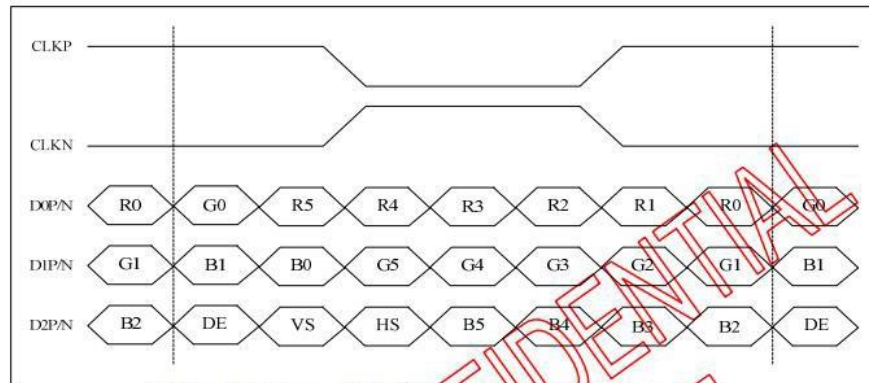 CLKP
CLKN
D0P/N R0 G0 R5 R4 R3 R2 R1 R0 G0
D1P/N G1 B1 B0 G5 G4 G3 G2 G1 B1
D2P/N B2 DE VS HS B5 B4 B3 B2 DE
IDENTIAL